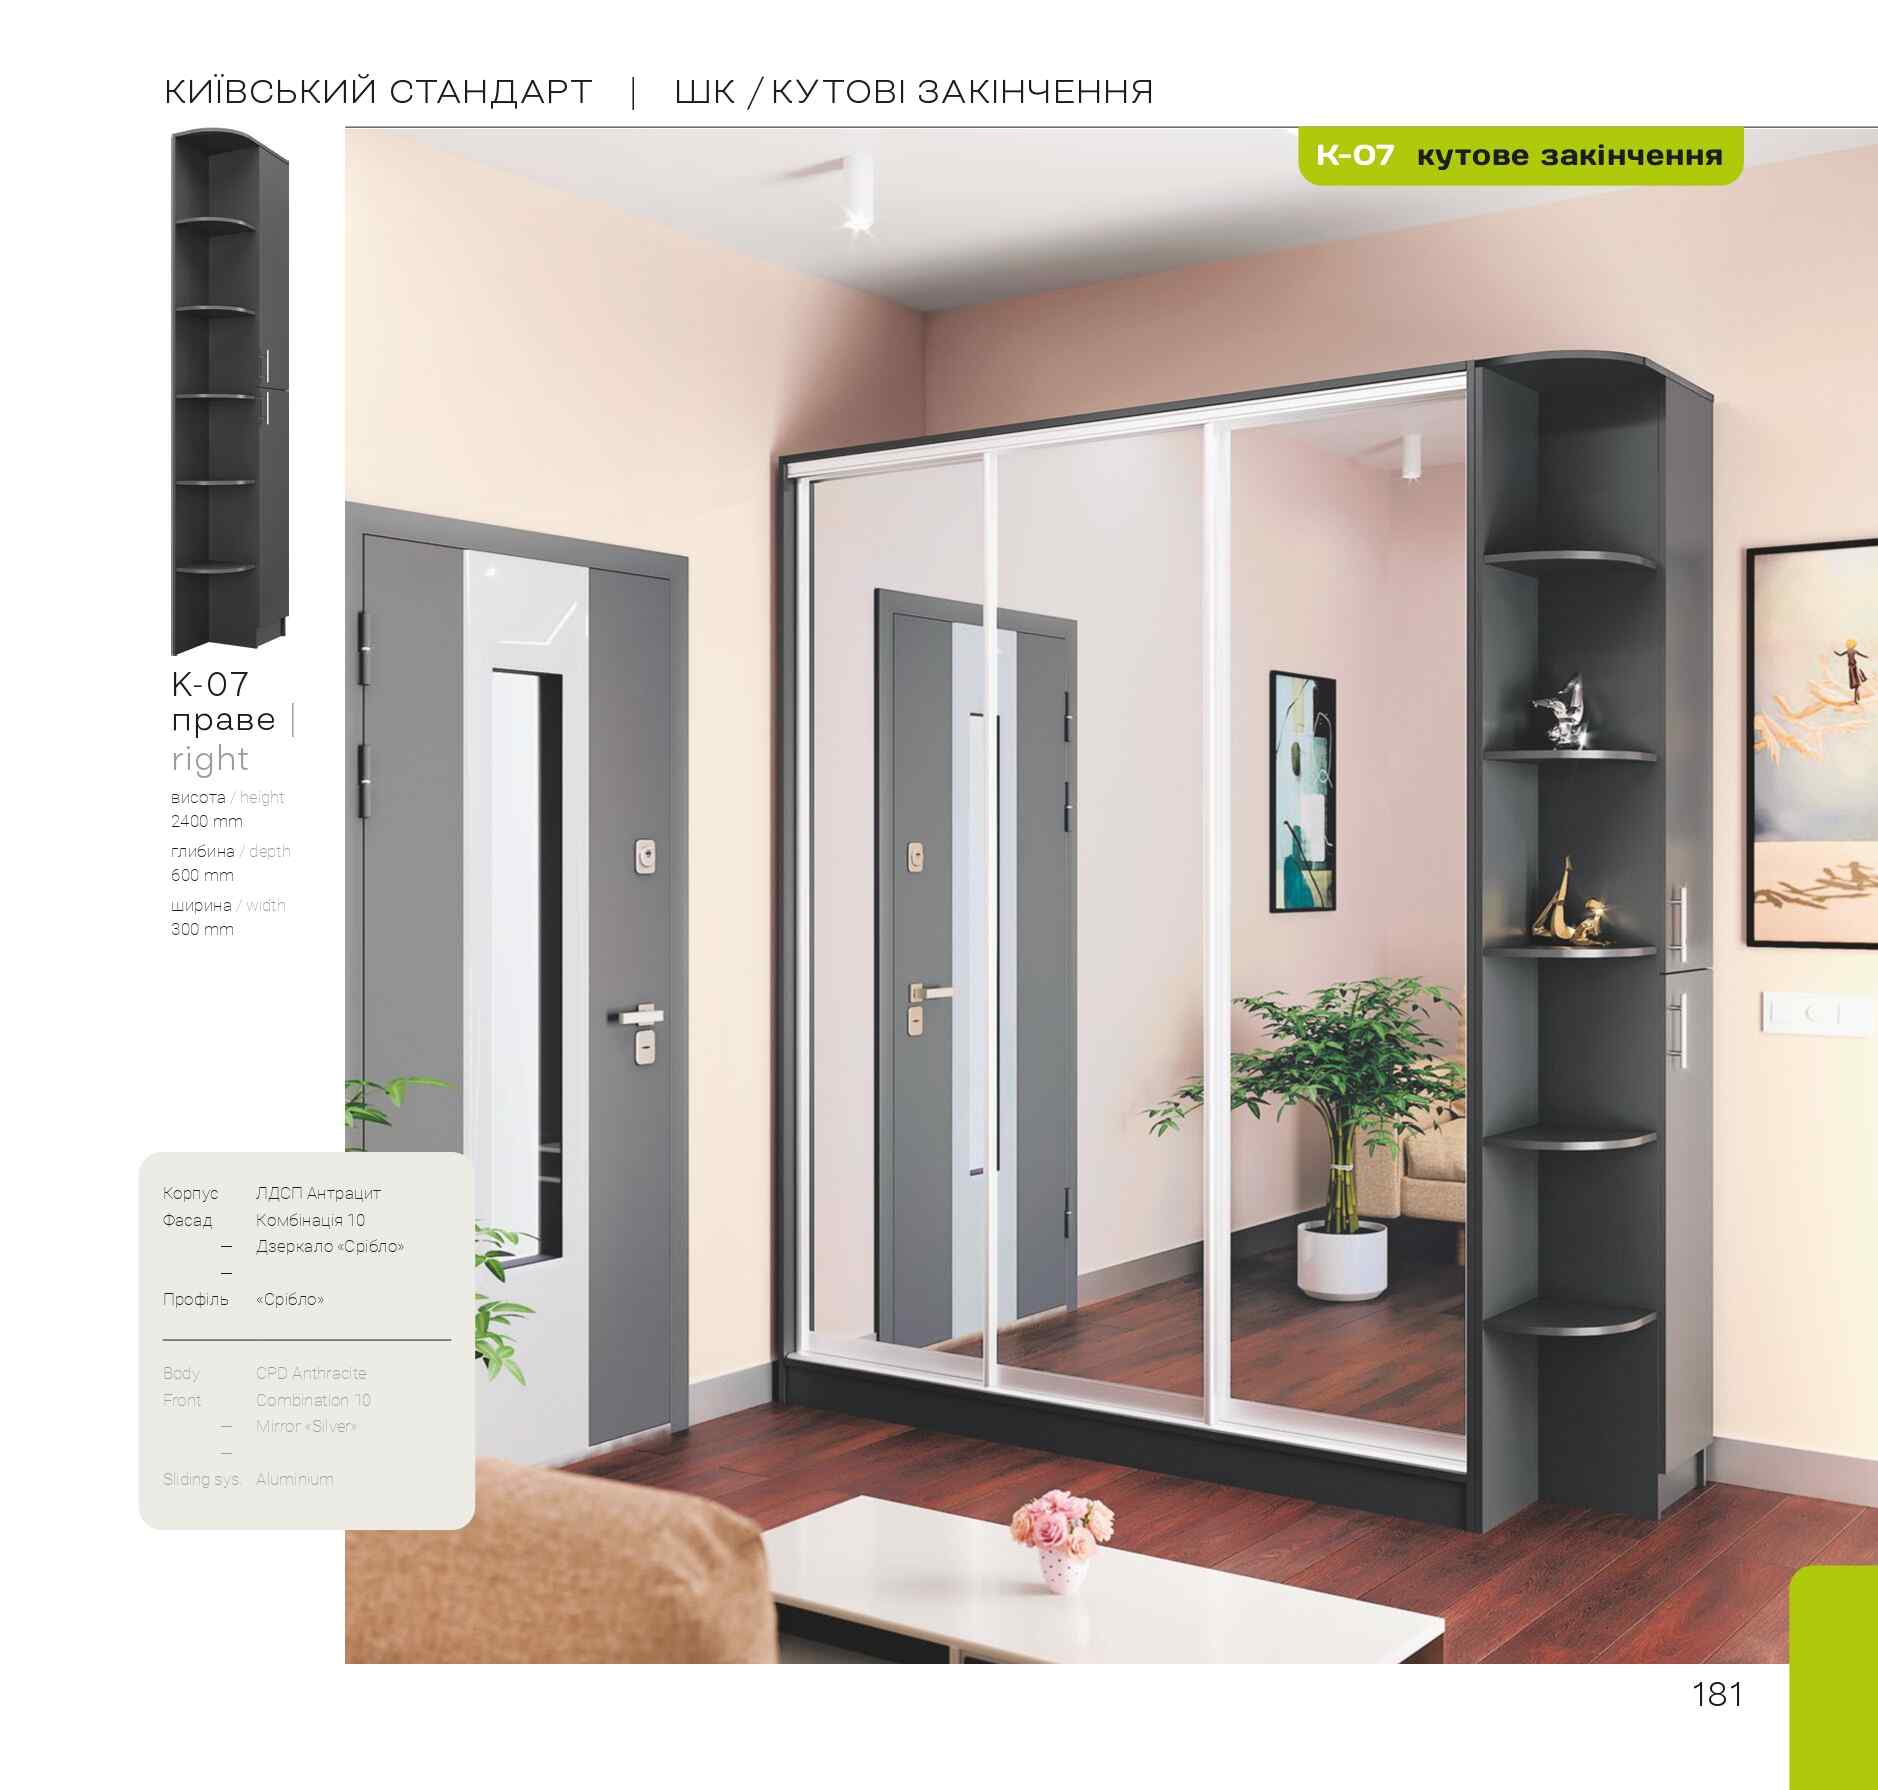 КИЇВСЬКИЙ СТАНДАРТ | ШК / КУТОВІ ЗАКІНЧЕННЯ
К-07 кутове закінчення
К-07
праве |
right
висота / height
2400 mm
глибина / depth
600 mm
ширина / width
300 mm
Корпус ЛДСП Антрацит
Фасад Комбінація 10
— Дзеркало «Срібло»
—
Профіль «Срібло»
Body CPD Anthracite
Front Combination 10
— Mirror «Silver»
—
Sliding sys. Aluminium
181